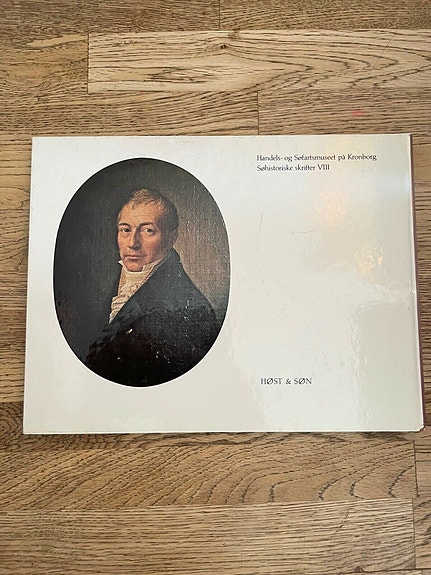 Handels- og Søfartsmuseet på Kronborg
Søhistoriske skrifter VIII
HØST & SØN